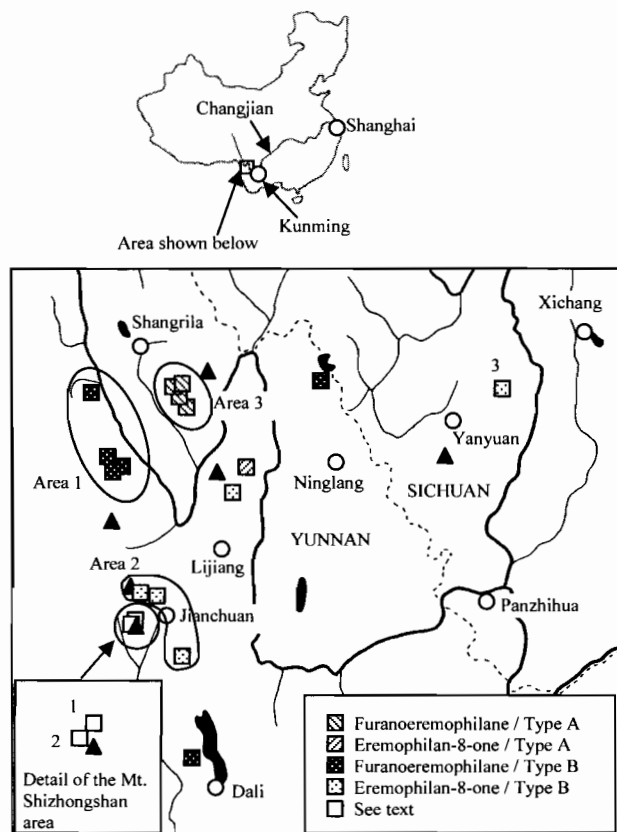 Changjian
Shanghai
Kunming
Area shown below
Xichang
Shangrila
3
Area 3
Yanyuan
Area 1
Ninglang
SICHUAN
Lijiang
YUNNAN
Area 2
Jianchuan
Panzhihua
1
2
Detail of the Mt.
Shizhongshan
area
Dali
Furanoeremophilane / Type A
Eremophilan-8-one / Type A
Furanoeremophilane / Type B
Eremophilan-8-one / Type B
See text